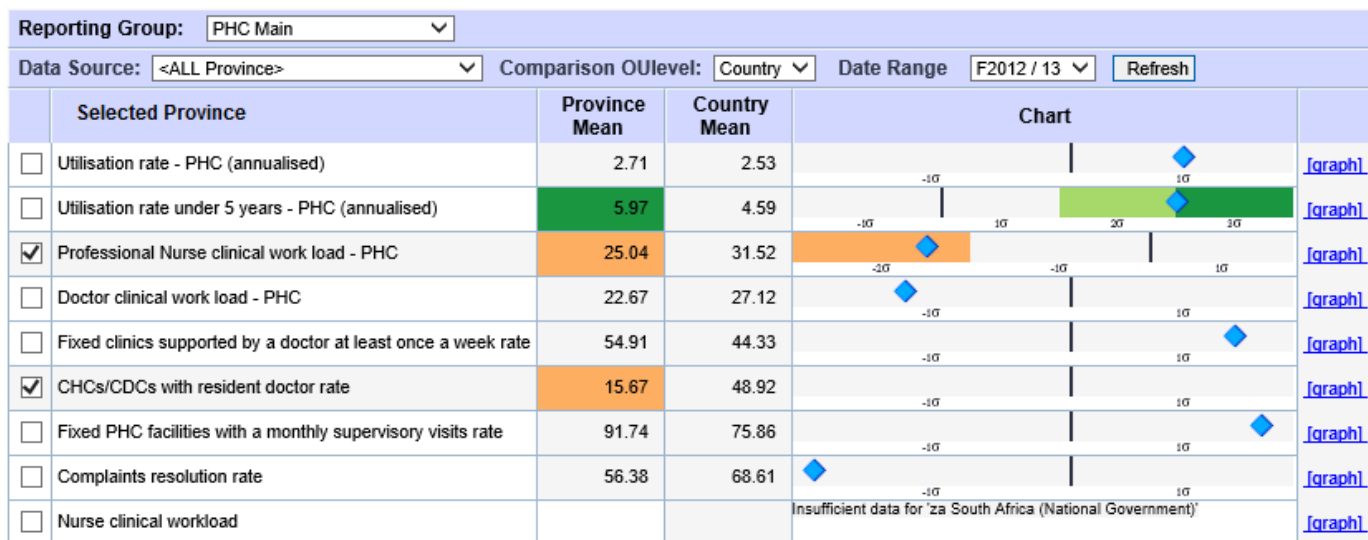 Reporting Group: PHC Main
Data Source: <ALL Province> Comparison OUlevel: Country Date Range F2012 / 13 Refresh
Selected Province Province Mean Country Mean Chart
Utilisation rate - PHC (annualised) 2.71 2.53 [graph]
-1σ 1σ
Utilisation rate under 5 years - PHC (annualised) 5.97 4.59 [graph]
-1σ 1σ 2σ 3σ
Professional Nurse clinical work load - PHC 25.04 31.52 [graph]
-2σ -1σ 1σ
Doctor clinical work load - PHC 22.67 27.12 [graph]
-1σ 1σ
Fixed clinics supported by a doctor at least once a week rate 54.91 44.33 [graph]
-1σ 1σ
CHCs/CDCs with resident doctor rate 15.67 48.92 [graph]
-1σ 1σ
Fixed PHC facilities with a monthly supervisory visits rate 91.74 75.86 [graph]
-1σ 1σ
Complaints resolution rate 56.38 68.61 [graph]
-1σ 1σ
Nurse clinical workload Insufficient data for 'za South Africa (National Government)' [graph]